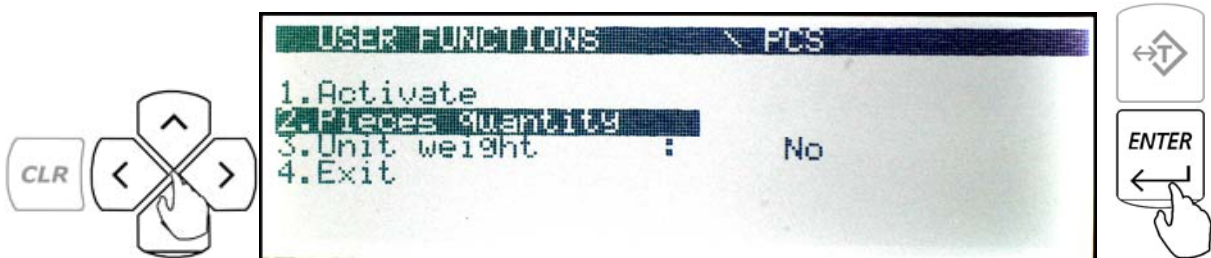 USER FUNCTIONS \ PCS
1.Activate
2.Pieces quantity
3.Unit weight : No
4.Exit
CLR
T
ENTER